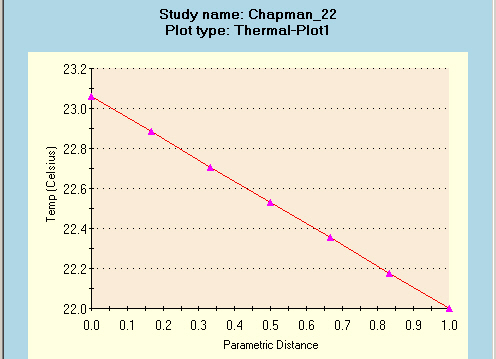 Study name: Chapman_22
Plot type: Thermal-Plot1
23.2
23.0
22.8
22.6
22.4
22.2
22.0
Temp (Celsius)
0.0 0.1 0.2 0.3 0.4 0.5 0.6 0.7 0.8 0.9 1.0
Parametric Distance